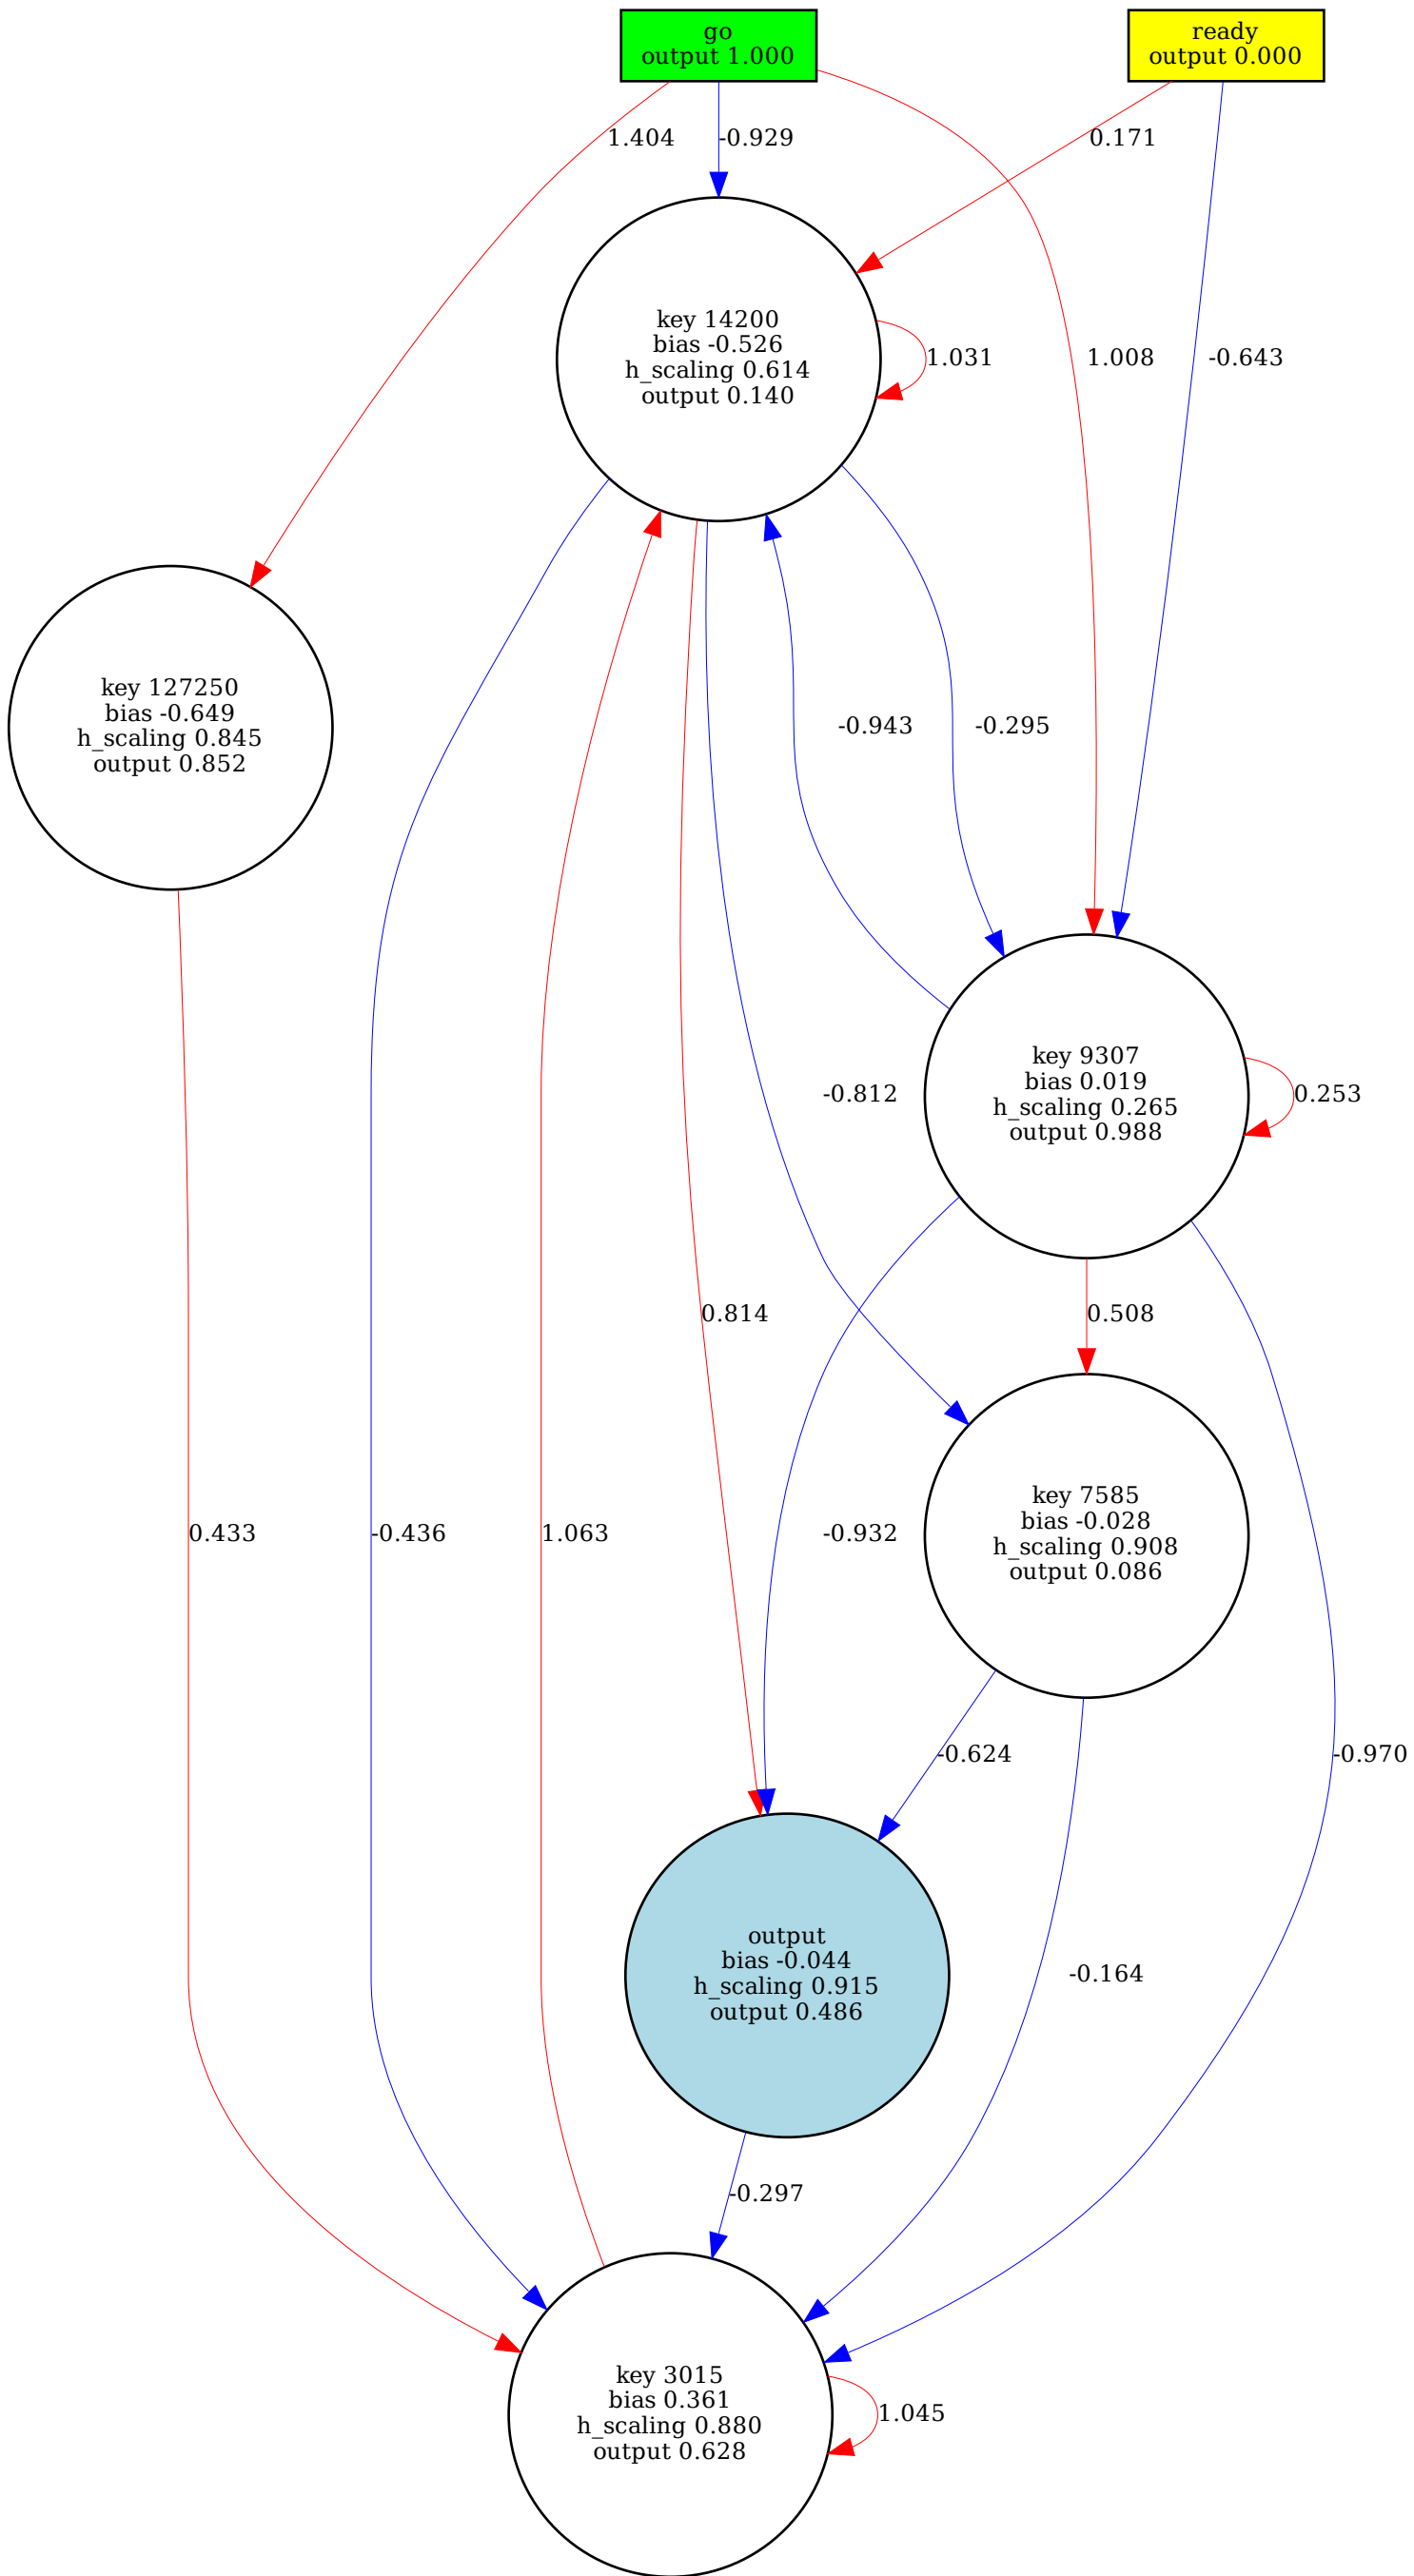 go
output 1.000
ready
output 0.000
1.404
-0.929
0.171
key 14200
bias -0.526
h_scaling 0.614
output 0.140
1.031
1.008
-0.643
key 127250
bias -0.649
h_scaling 0.845
output 0.852
-0.943
-0.295
key 9307
bias 0.019
h_scaling 0.265
output 0.988
-0.812
0.253
0.814
0.508
key 7585
bias -0.028
h_scaling 0.908
output 0.086
0.433
-0.436
1.063
-0.932
-0.624
-0.970
output
bias -0.044
h_scaling 0.915
output 0.486
-0.164
-0.297
key 3015
bias 0.361
h_scaling 0.880
output 0.628
1.045